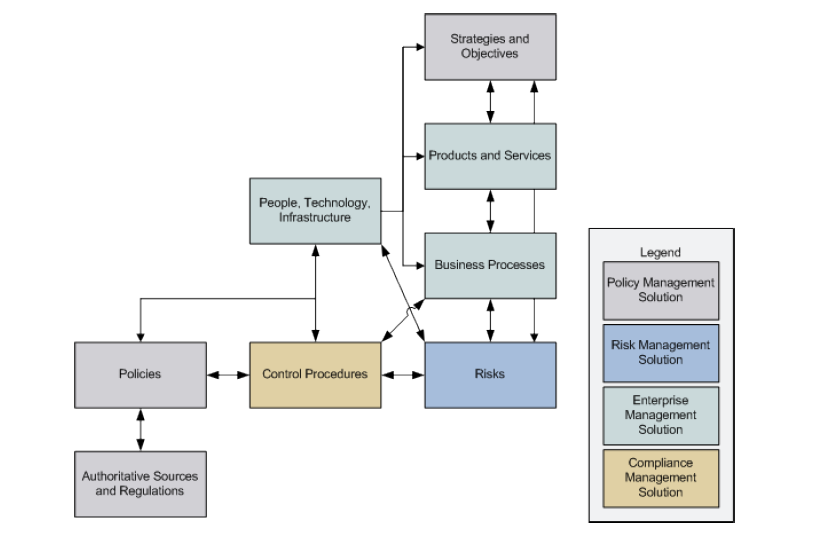 Strategies and
Objectives
Products and Services
People, Technology,
Infrastructure
Business Processes
Policies
Control Procedures
Risks
Authoritative Sources
and Regulations
Legend
Policy Management
Solution
Risk Management
Solution
Enterprise
Management
Solution
Compliance
Management
Solution